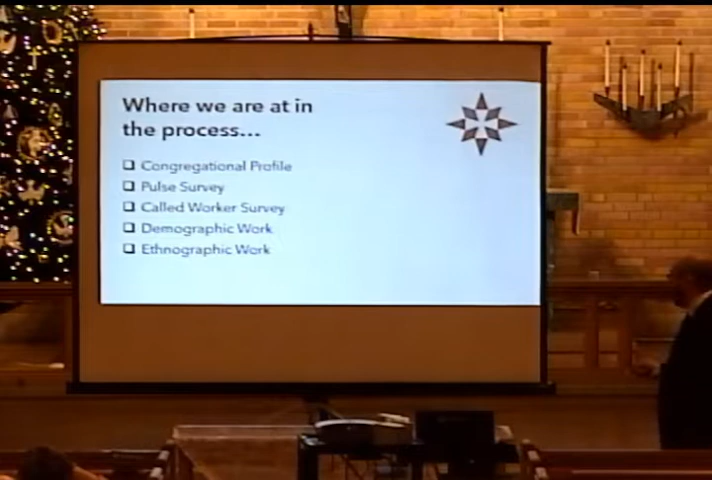 Where we are at in
the process...
❑ Congregational Profile
❑ Pulse Survey
❑ Called Worker Survey
❑ Demographic Work
❑ Ethnographic Work